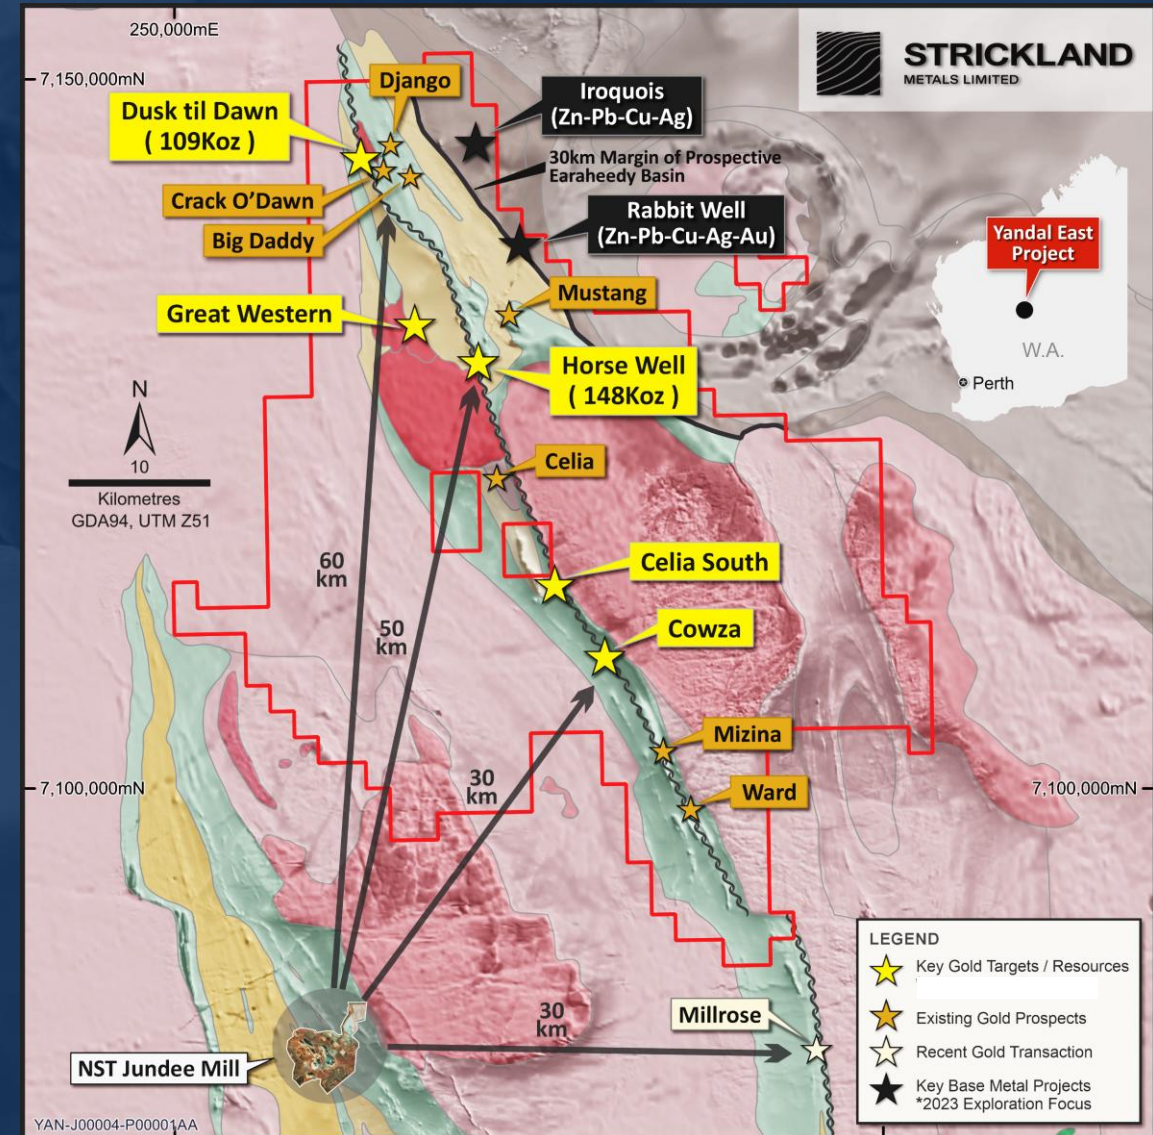 250,000mE
STRICKLAND
METALS LIMITED
7,150,000mN
Django
Iroquois
(Zn-Pb-Cu-Ag)
Dusk til Dawn
( 109Koz )
30km Margin of Prospective
Earaheedy Basin
Crack O'Dawn
Rabbit Well
(Zn-Pb-Cu-Ag-Au)
Big Daddy
Yandal East
Project
Mustang
Great Western
W.A.
Perth
Horse Well
( 148Koz )
N
10
Kilometres
GDA94, UTM Z51
Celia
60
km
Celia South
50
km
Cowza
Mizina
30
km
7,100,000mN
Ward
7,100,000mN
LEGEND
Key Gold Targets / Resources
Existing Gold Prospects
Recent Gold Transaction
Key Base Metal Projects
*2023 Exploration Focus
Millrose
30
km
NST Jundee Mill
YAN-J00004-P00001AA